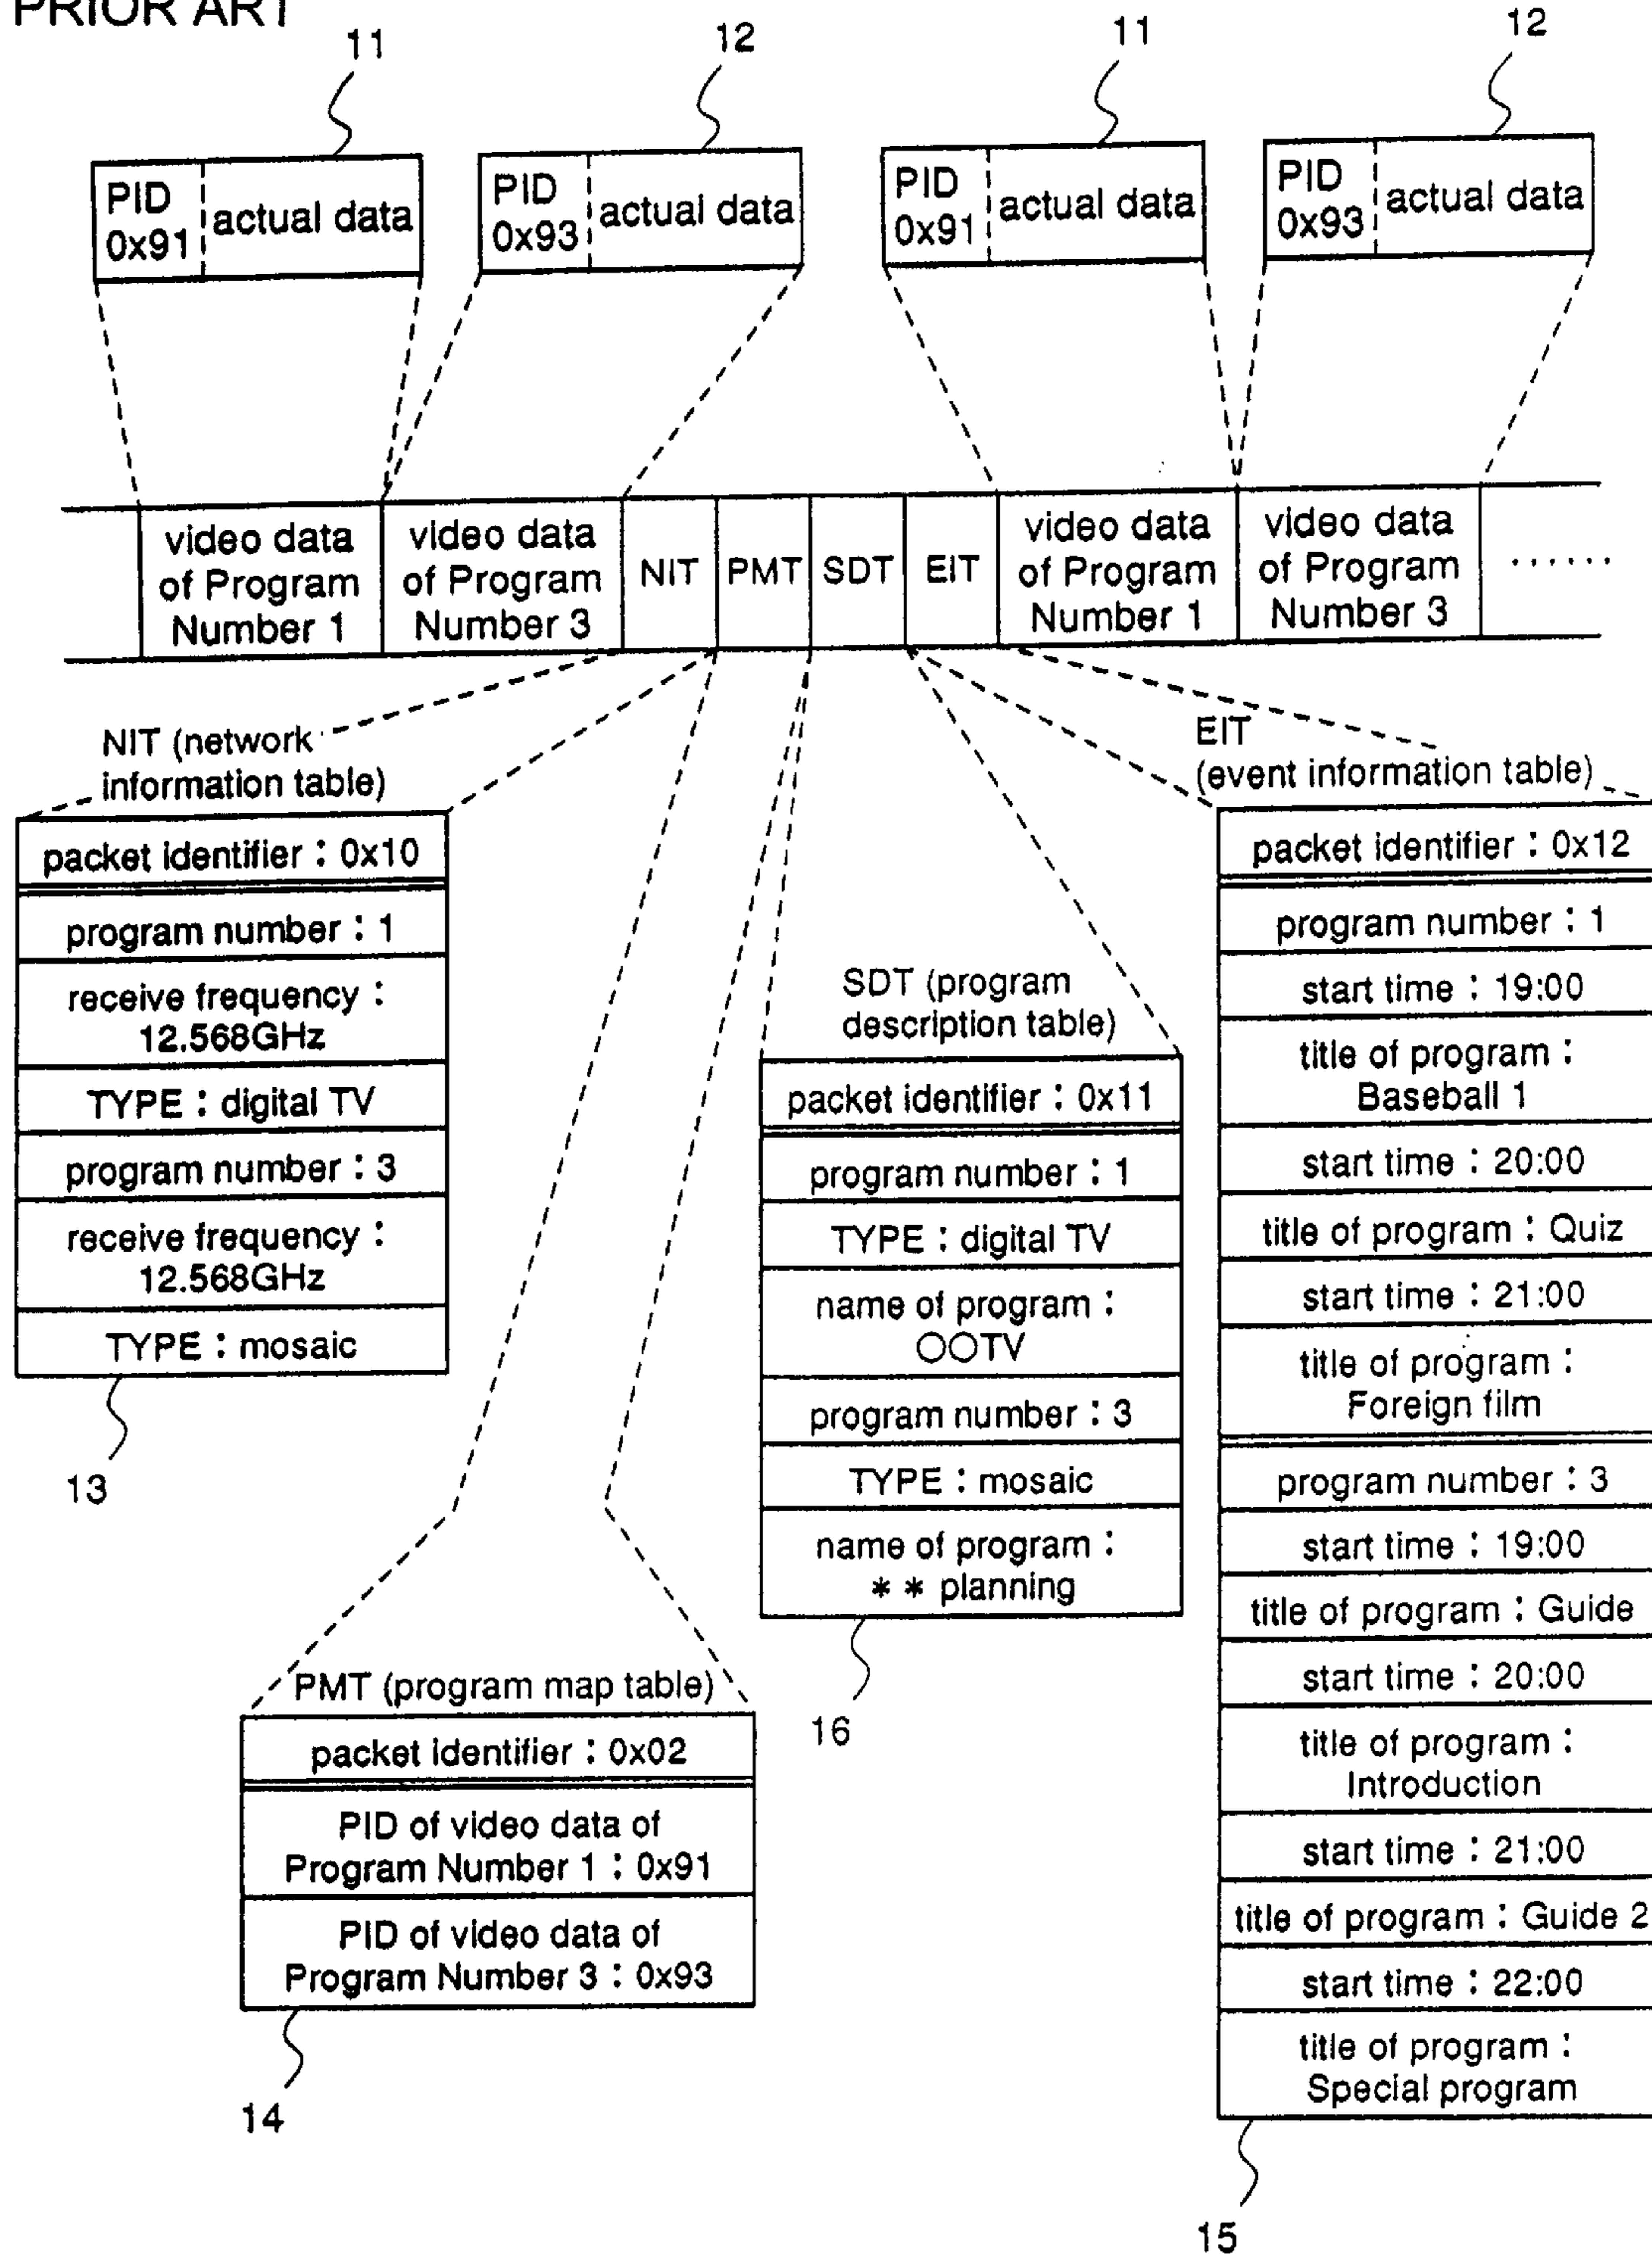 PRIOR ART
11
12
11
12
PID
0x91
actual data
PID
0x93
actual data
PID
0x91
actual data
PID
0x93
actual data
video data
of Program
Number 1
video data
of Program
Number 3
NIT
PMT
SDT
EIT
video data
of Program
Number 1
video data
of Program
Number 3
......
NIT (network
information table)
packet identifier : 0x10
program number : 1
receive frequency :
12.568GHz
TYPE : digital TV
program number : 3
receive frequency :
12.568GHz
TYPE : mosaic
13
PMT (program map table)
packet identifier : 0x02
PID of video data of
Program Number 1 : 0x91
PID of video data of
Program Number 3 : 0x93
14
SDT (program
description table)
packet identifier : 0x11
program number : 1
TYPE : digital TV
name of program :
○○TV
program number : 3
TYPE : mosaic
name of program :
* * planning
16
EIT
(event information table)
packet identifier : 0x12
program number : 1
start time : 19:00
title of program :
Baseball 1
start time : 20:00
title of program : Quiz
start time : 21:00
title of program :
Foreign film
program number : 3
start time : 19:00
title of program : Guide
start time : 20:00
title of program :
Introduction
start time : 21:00
title of program : Guide 2
start time : 22:00
title of program :
Special program
15